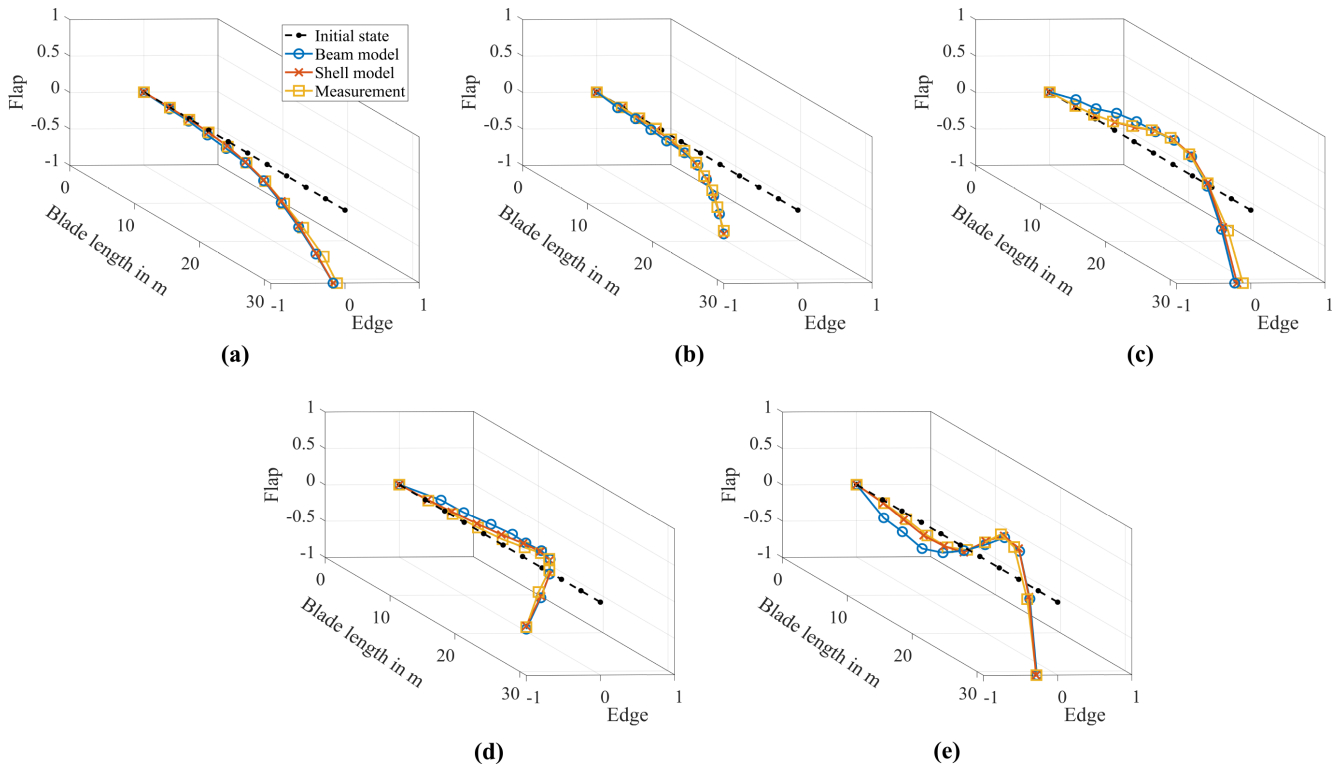 1
0.5
0
-0.5
-1
Flap
0
10
20
30
Blade length in m
-1
0
1
Edge
Initial state
Beam model
Shell model
Measurement
(a)
1
0.5
0
-0.5
-1
Flap
0
10
20
30
Blade length in m
-1
0
1
Edge
(b)
1
0.5
0
-0.5
-1
Flap
0
10
20
30
Blade length in m
-1
0
1
Edge
(c)
1
0.5
0
-0.5
-1
Flap
0
10
20
30
Blade length in m
-1
0
1
Edge
(d)
1
0.5
0
-0.5
-1
Flap
0
10
20
30
Blade length in m
-1
0
1
Edge
(e)